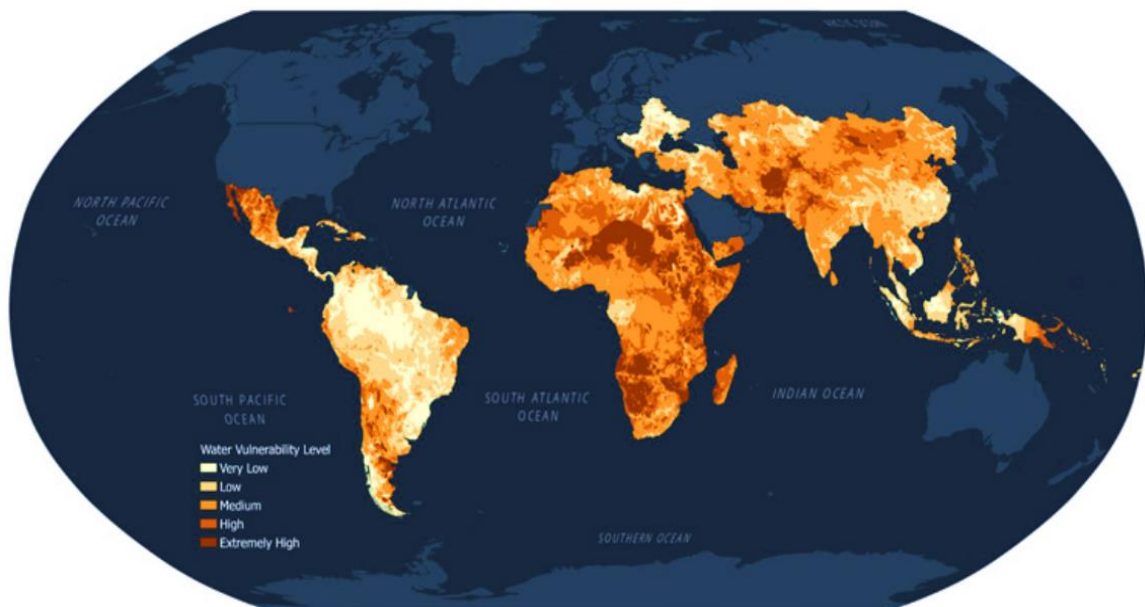 NORTH PACIFIC
OCEAN
NORTH ATLANTIC
OCEAN
SOUTH PACIFIC
OCEAN
SOUTH ATLANTIC
OCEAN
INDIAN OCEAN
SOUTHERN OCEAN
Water Vulnerability Level
Very Low
Low
Medium
High
Extremely High